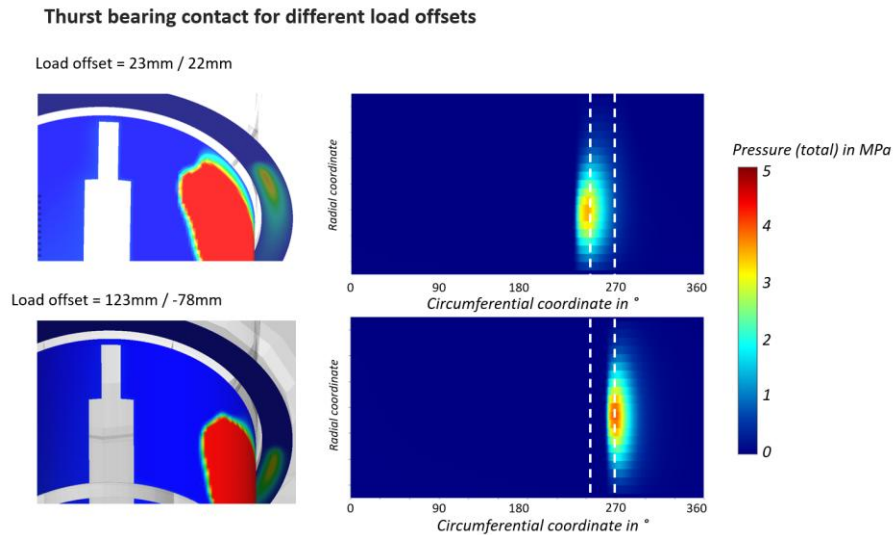 Thurst bearing contact for different load offsets
Load offset = 23mm / 22mm
Radial coordinate
0 90 180 270 360
Circumferential coordinate in °
Pressure (total) in MPa
5
4
3
2
1
0
Load offset = 123mm / -78mm
Radial coordinate
0 90 180 270 360
Circumferential coordinate in °